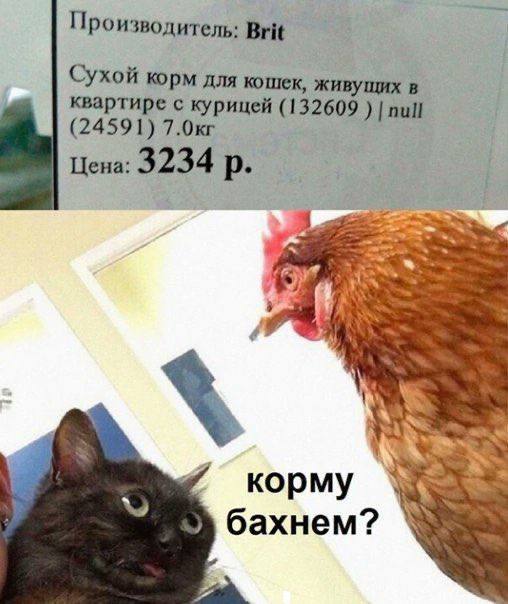 Производитель: Brit
Сухой корм для кошек, живущих в
квартире с курицей (132609 ) | null
(24591) 7.0кг
Цена: 3234 р.
корму
бахнем?